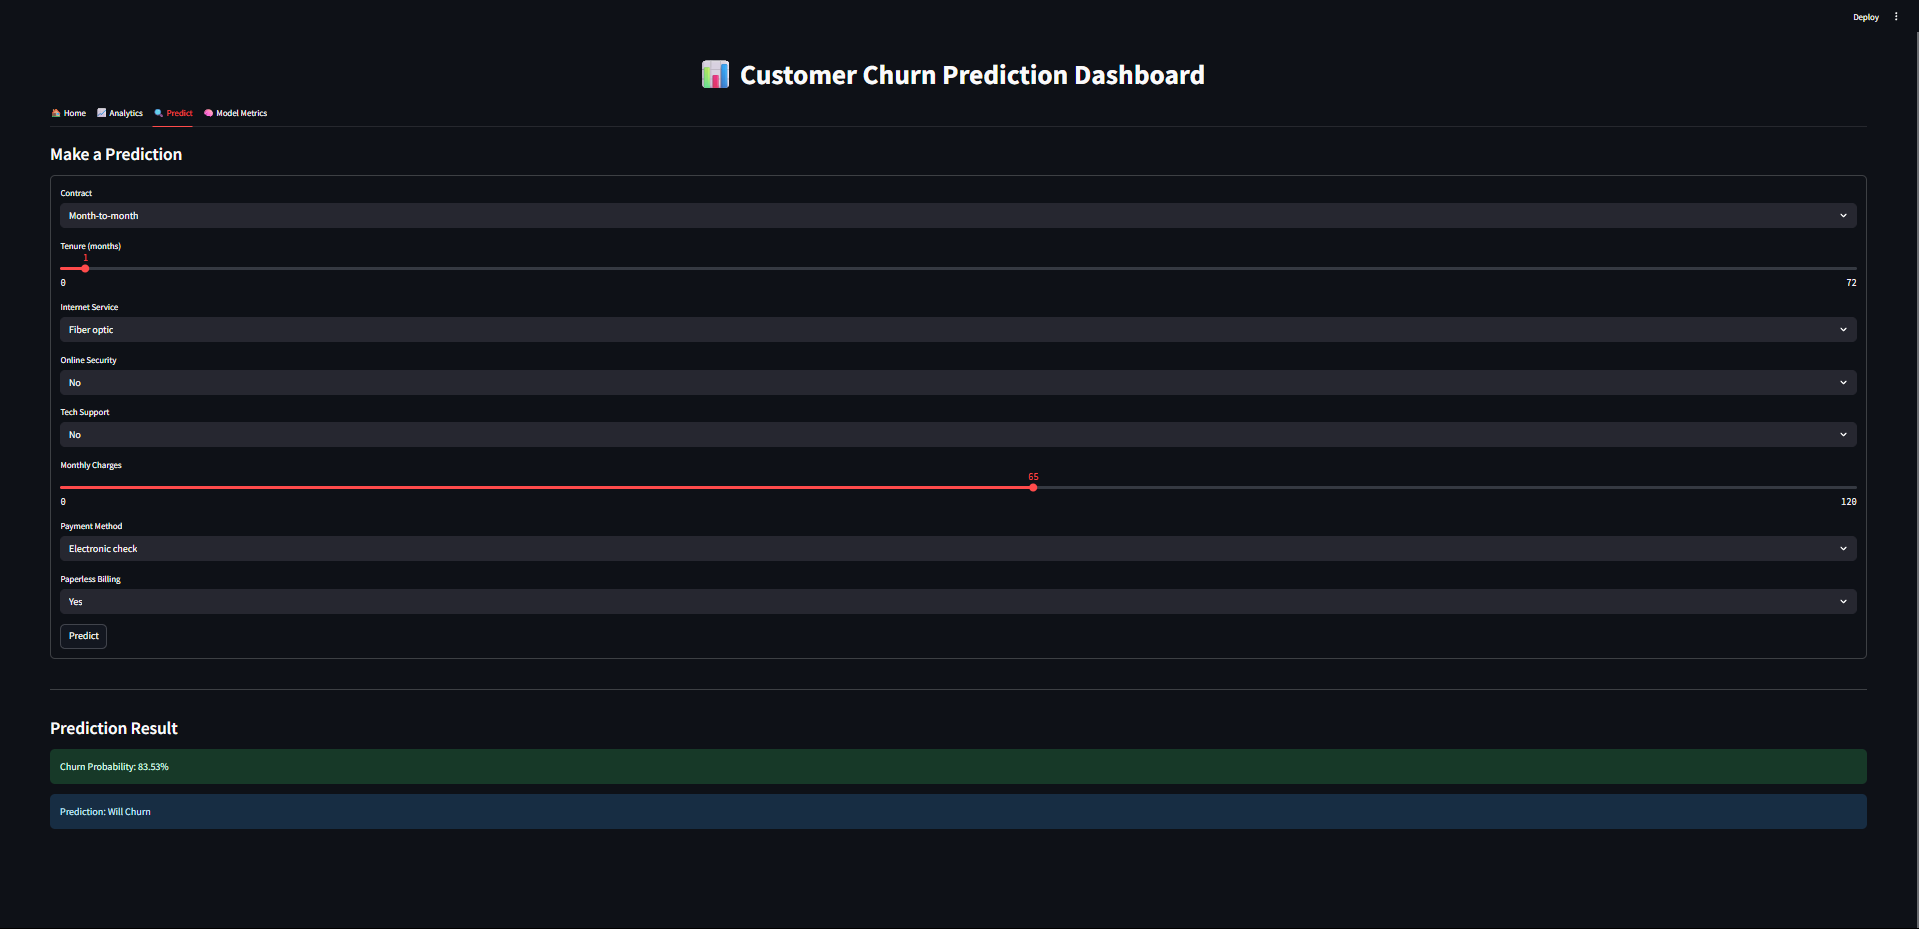 Deploy
Customer Churn Prediction Dashboard
Home Analytics Predict Model Metrics
Make a Prediction
Contract
Month-to-month
Tenure (months)
1
0 72
Internet Service
Fiber optic
Online Security
No
Tech Support
No
Monthly Charges
65
0 120
Payment Method
Electronic check
Paperless Billing
Yes
Predict
Prediction Result
Churn Probability: 83.53%
Prediction: Will Churn